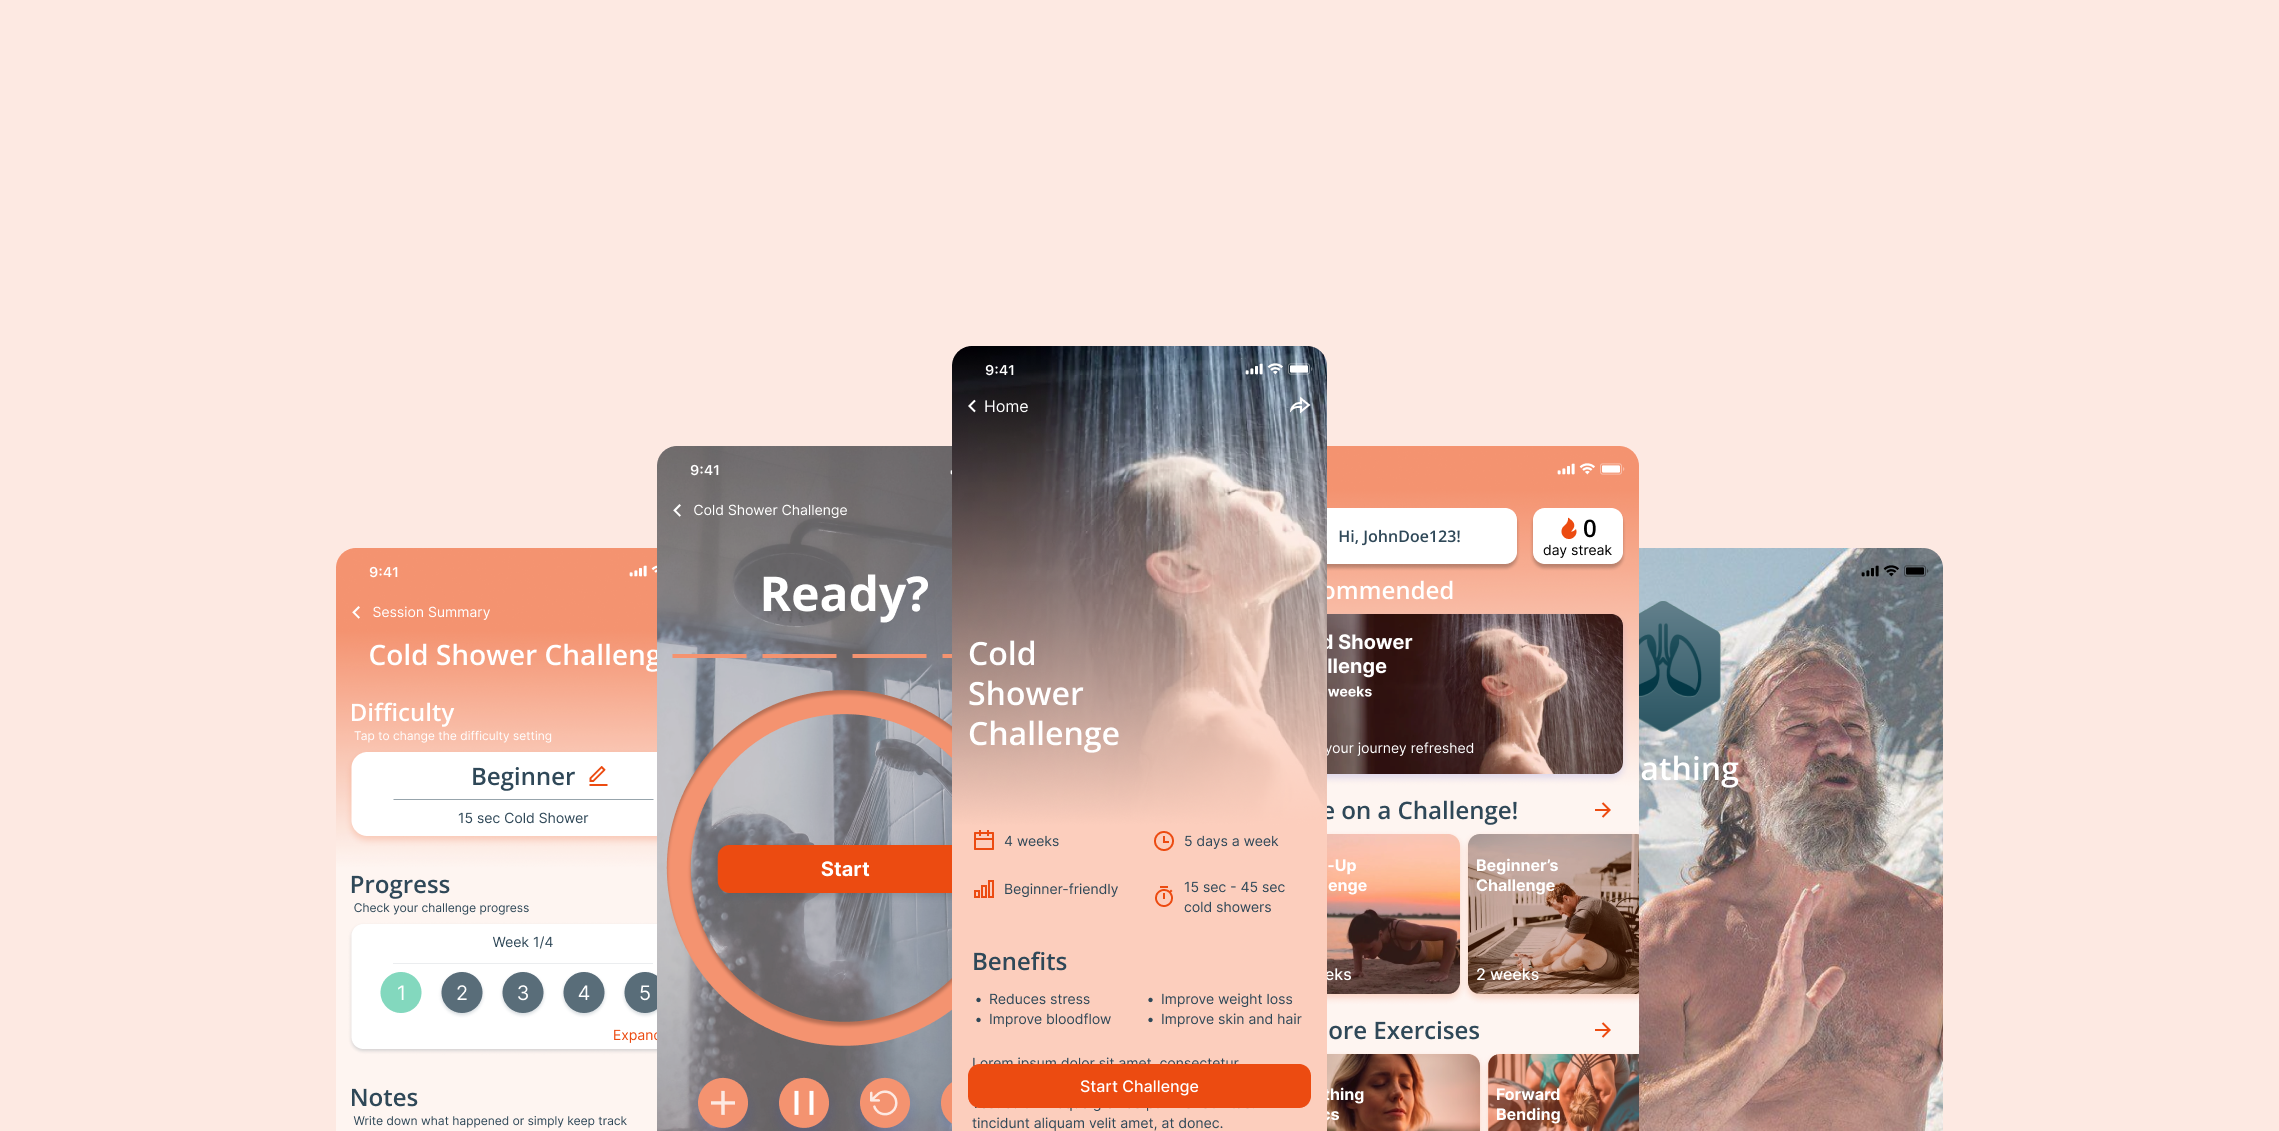 9:41
Session Summary
Cold Shower Challeng
Difficulty
Tap to change the difficulty setting
Beginner
15 sec Cold Shower
Progress
Check your challenge progress
Week 1/4
1 2 3 4 5
Expand
Notes
Write down what happened or simply keep track
9:41
Cold Shower Challenge
Ready?
Start
9:41
Home
Cold
Shower
Challenge
4 weeks
5 days a week
Beginner-friendly
15 sec - 45 sec
cold showers
Benefits
• Reduces stress
• Improve bloodflow
• Improve weight loss
• Improve skin and hair
Lorem ipsum dolor sit amet, consectetur
Start Challenge
tincidunt aliquam velit amet, at donec.
Hi, JohnDoe123!
0
day streak
ommended
d Shower
llenge
weeks
your journey refreshed
e on a Challenge!
-Up
enge
eks
Beginner's
Challenge
2 weeks
ore Exercises
thing
cs
Forward
Bending
athing